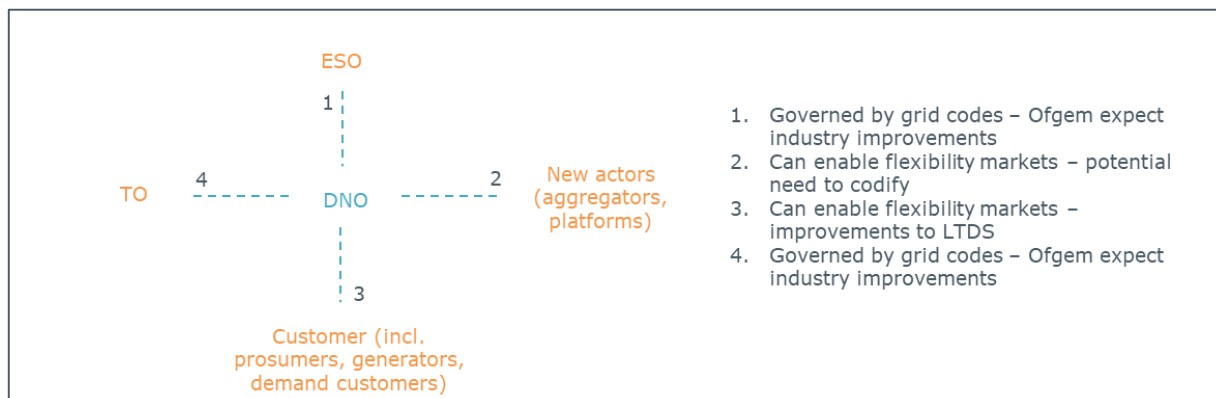 ESO
1
TO
4
DNO
2
New actors
(aggregators,
platforms)
3
Customer (incl.
prosumers, generators,
demand customers)
1. Governed by grid codes – Ofgem expect
industry improvements
2. Can enable flexibility markets – potential
need to codify
3. Can enable flexibility markets –
improvements to LTDS
4. Governed by grid codes – Ofgem expect
industry improvements